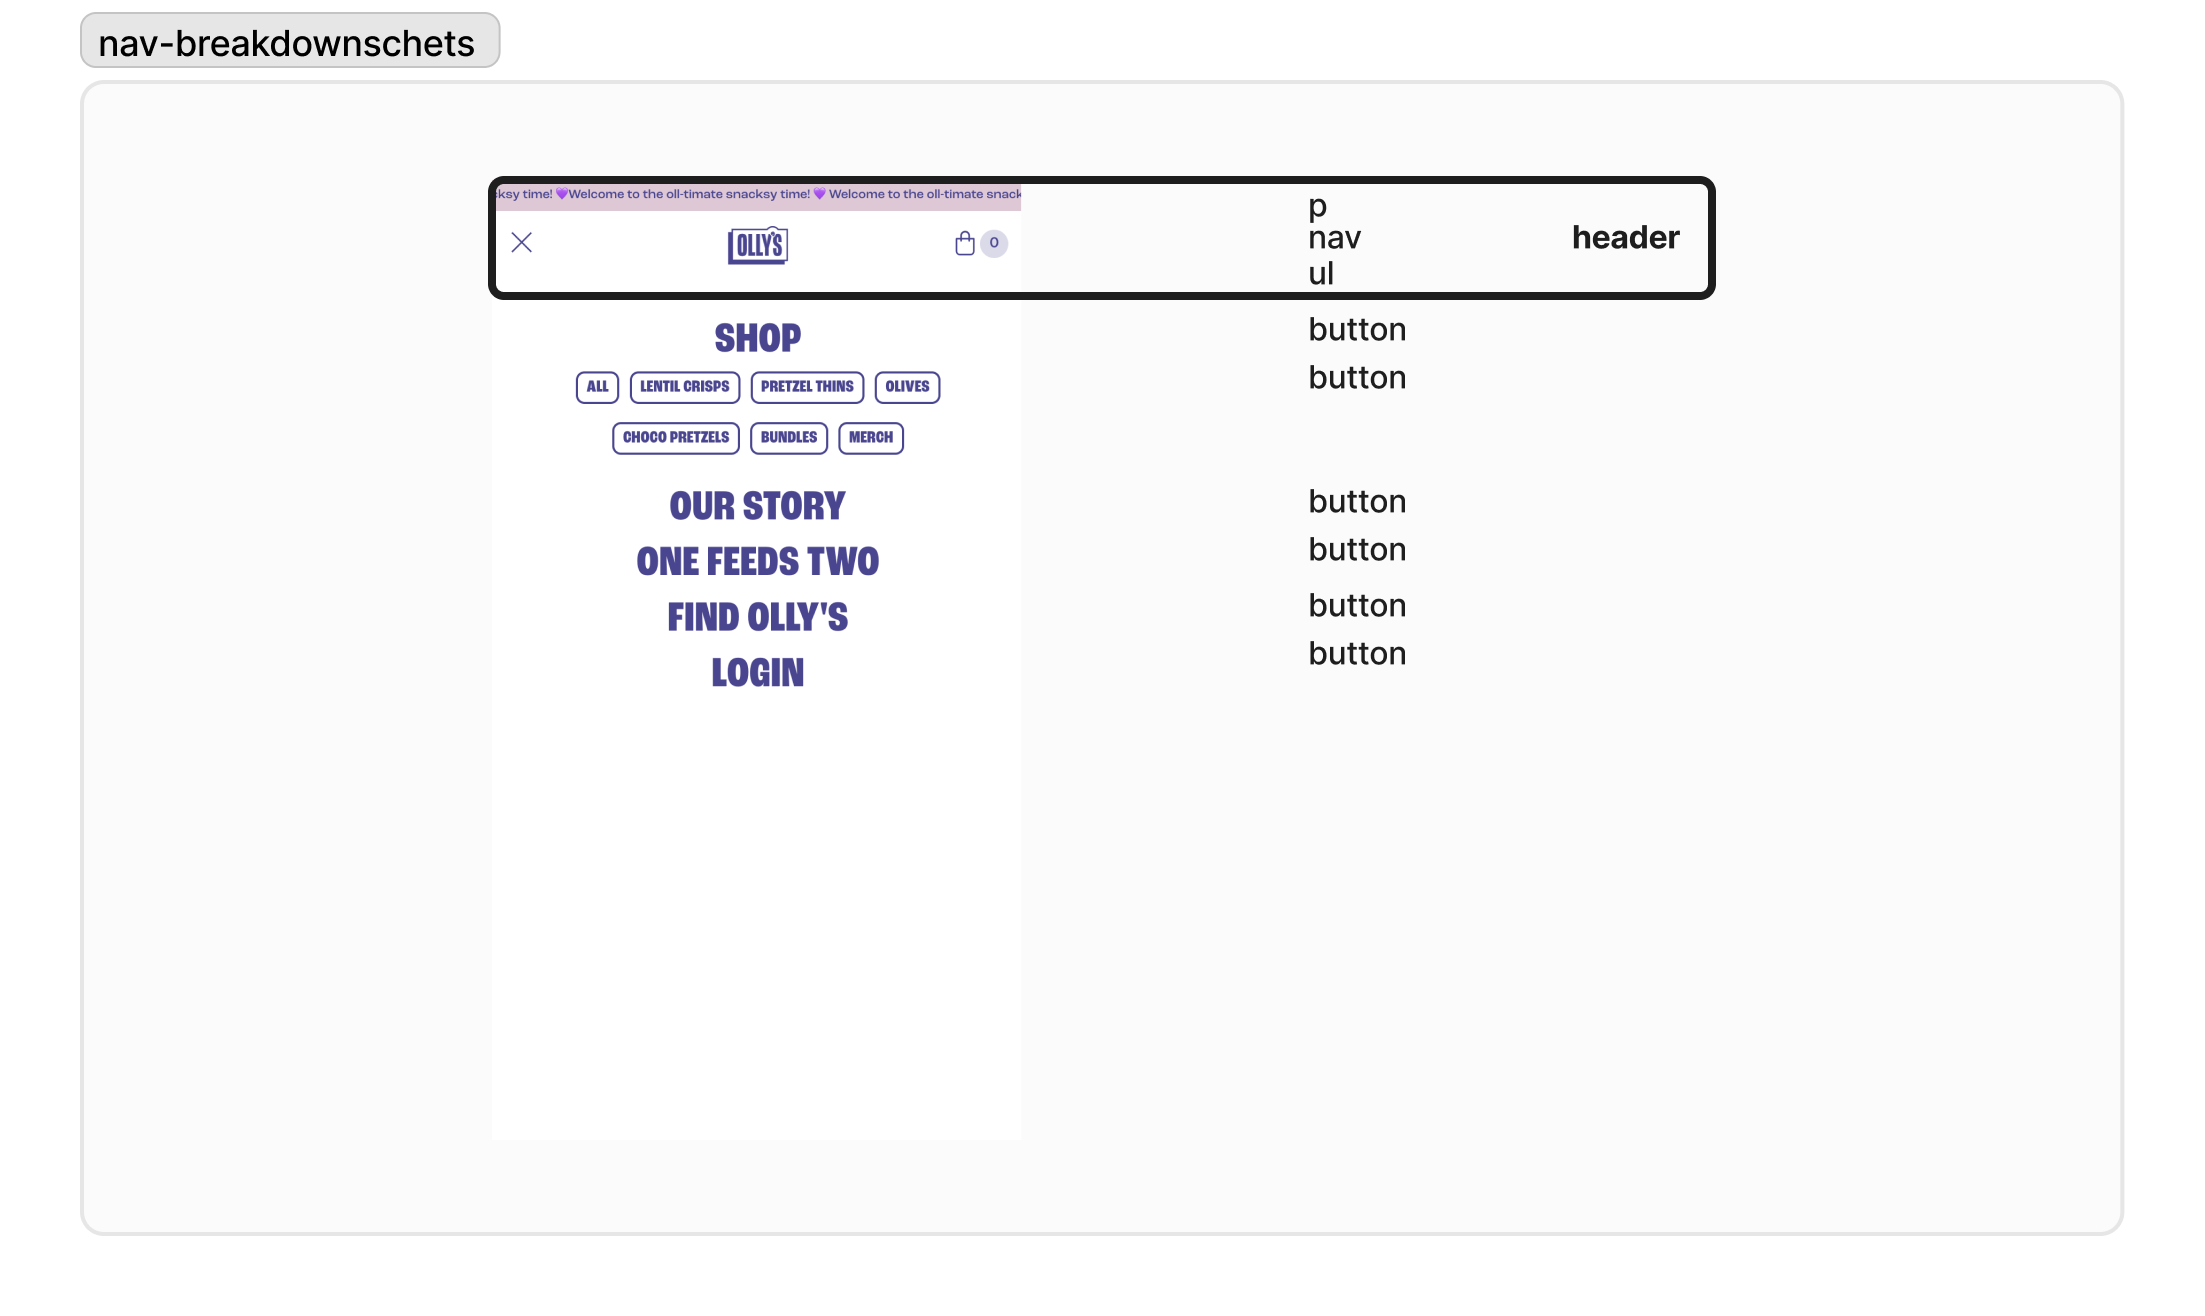 nav-breakdownschets
ksy time! 💜Welcome to the oll-timate snacksy time! 💜 Welcome to the oll-timate snack
p
OLLY'S
0
nav
header
ul
SHOP
button
ALL LENTIL CRISPS PRETZEL THINS OLIVES
button
CHOCO PRETZELS BUNDLES MERCH
OUR STORY
button
ONE FEEDS TWO
button
FIND OLLY'S
button
LOGIN
button